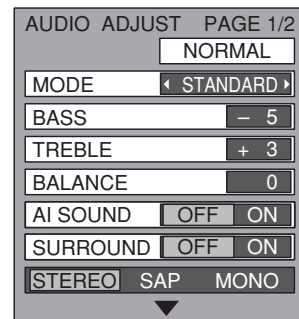 AUDIO ADJUST PAGE 1/2
NORMAL
MODE STANDARD
BASS – 5
TREBLE + 3
BALANCE 0
AI SOUND OFF ON
SURROUND OFF ON
STEREO SAP MONO